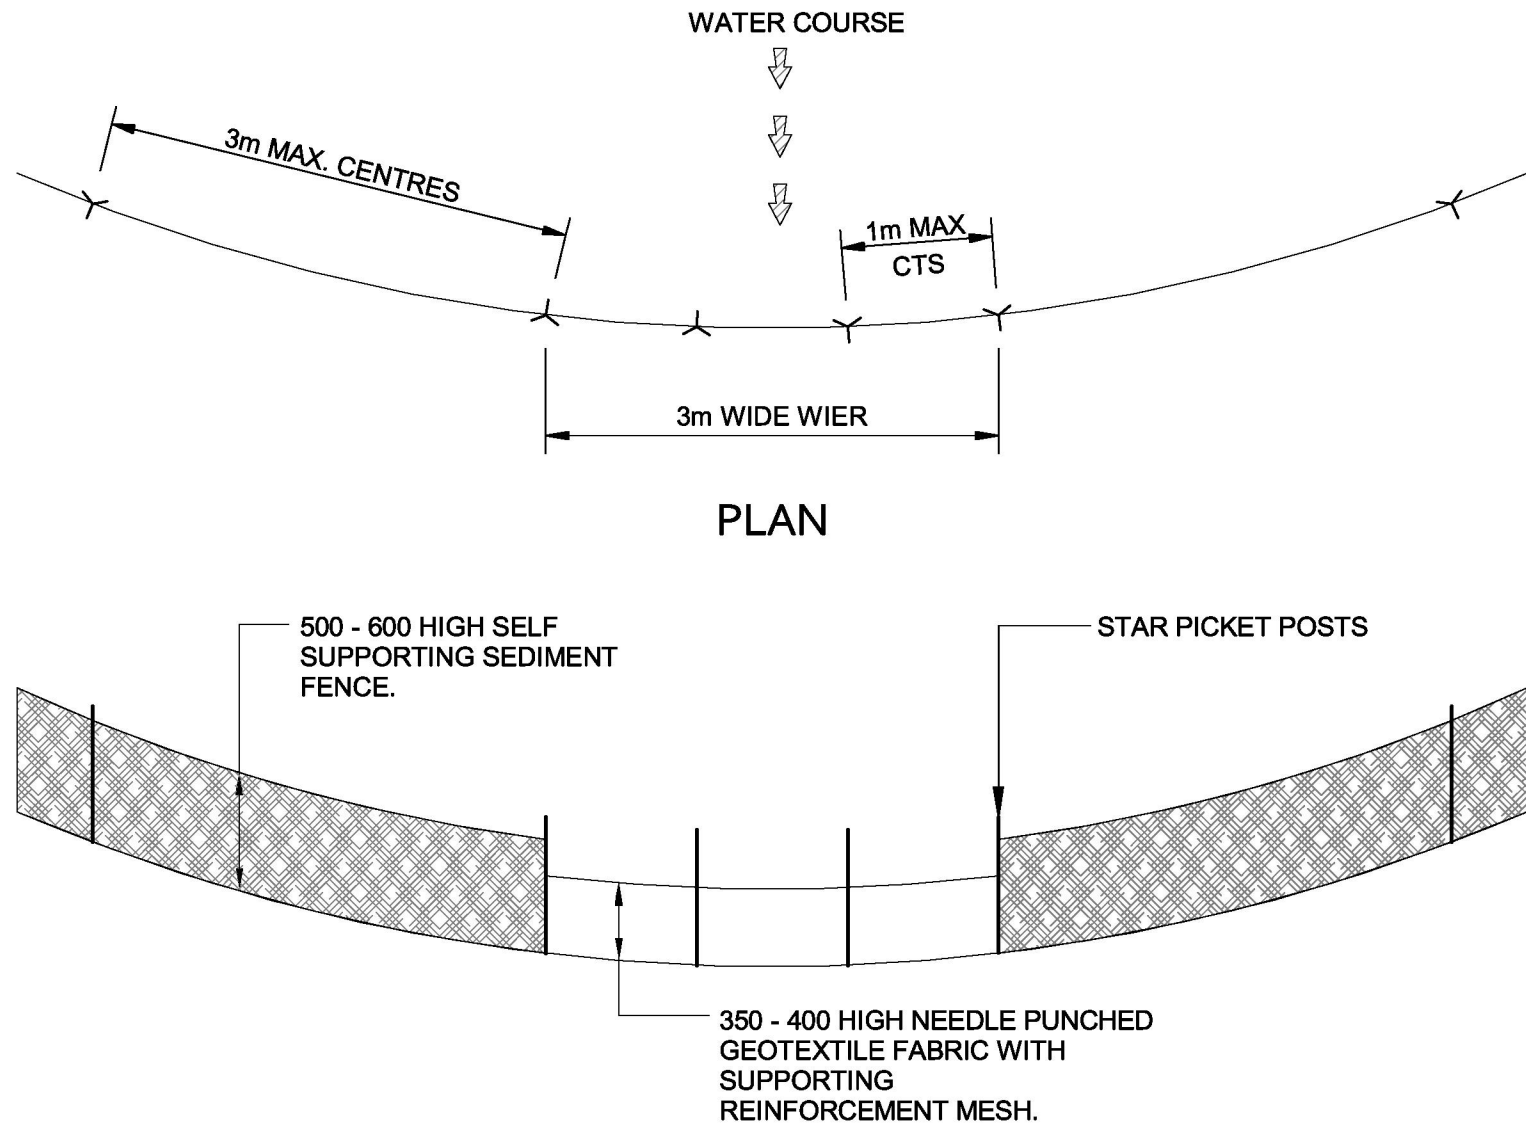 WATER COURSE
3m MAX. CENTRES
1m MAX
CTS
3m WIDE WIER
PLAN
500 - 600 HIGH SELF
SUPPORTING SEDIMENT
FENCE.
STAR PICKET POSTS
350 - 400 HIGH NEEDLE PUNCHED
GEOTEXTILE FABRIC WITH
SUPPORTING
REINFORCEMENT MESH.